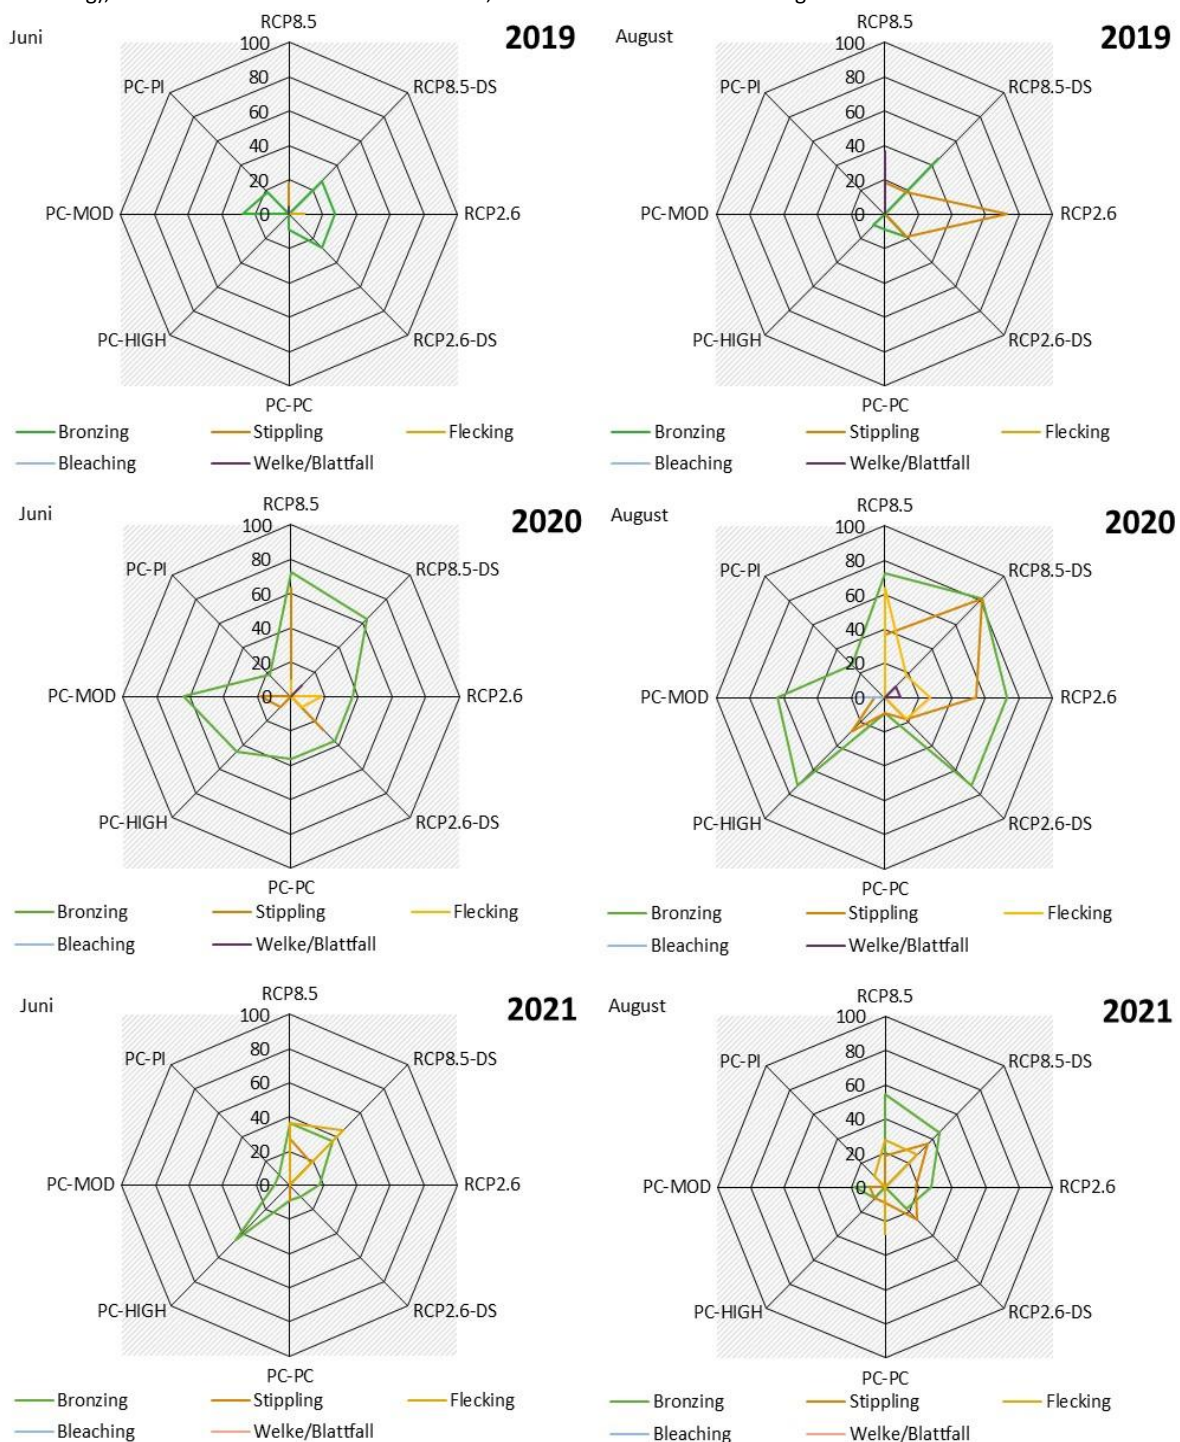 Juni
RCP8.5
2019
100
80
60
40
20
0
RCP8.5-DS
RCP2.6
RCP2.6-DS
PC-PC
PC-HIGH
PC-MOD
PC-PI
Bronzing Stippling Flecking
Bleaching Welke/Blattfall
August
RCP8.5
2019
100
80
60
40
20
0
RCP8.5-DS
RCP2.6
RCP2.6-DS
PC-PC
PC-HIGH
PC-MOD
PC-PI
Bronzing Stippling Flecking
Bleaching Welke/Blattfall
Juni
RCP8.5
2020
100
80
60
40
20
0
RCP8.5-DS
RCP2.6
RCP2.6-DS
PC-PC
PC-HIGH
PC-MOD
PC-PI
Bronzing Stippling Flecking
Bleaching Welke/Blattfall
August
RCP8.5
2020
100
80
60
40
20
0
RCP8.5-DS
RCP2.6
RCP2.6-DS
PC-PC
PC-HIGH
PC-MOD
PC-PI
Bronzing Stippling Flecking
Bleaching Welke/Blattfall
Juni
RCP8.5
2021
100
80
60
40
20
0
RCP8.5-DS
RCP2.6
RCP2.6-DS
PC-PC
PC-HIGH
PC-MOD
PC-PI
Bronzing Stippling Flecking
Bleaching Welke/Blattfall
August
RCP8.5
2021
100
80
60
40
20
0
RCP8.5-DS
RCP2.6
RCP2.6-DS
PC-PC
PC-HIGH
PC-MOD
PC-PI
Bronzing Stippling Flecking
Bleaching Welke/Blattfall